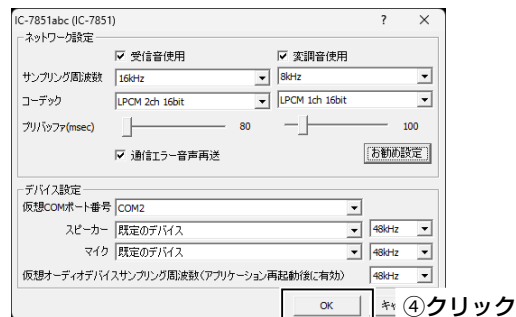 IC-7851abc (IC-7851) ? ×
ネットワーク設定
受信音使用 変調音使用
サンプリング周波数 16kHz 8kHz
コーデック LPCM 2ch 16bit LPCM 1ch 16bit
プリバッファ(msec) 80 100
通信エラー音声再送 お勧め設定
デバイス設定
仮想COMポート番号 COM2
スピーカー 既定のデバイス 48kHz
マイク 既定のデバイス 48kHz
仮想オーディオデバイスサンプリング周波数(アプリケーション再起動後に有効) 48kHz
OK ④クリック